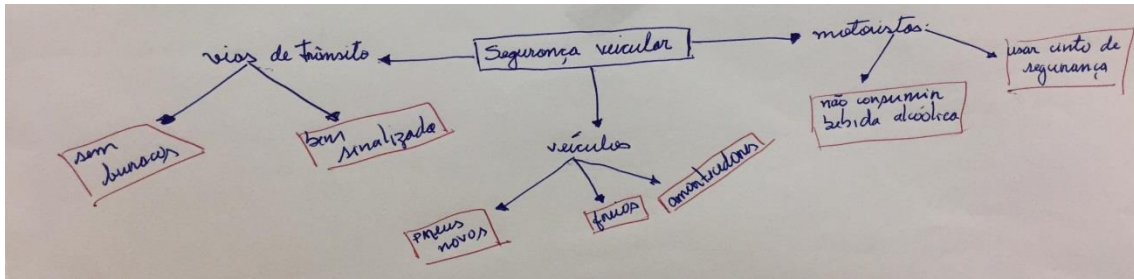 Segurança veicular
vias de trânsito
sem
buracos
bem
sinalizada
veículos
pneus
novos
freios
amortecedores
motoristas
não consumir
bebida alcoólica
usar cinto de
segurança